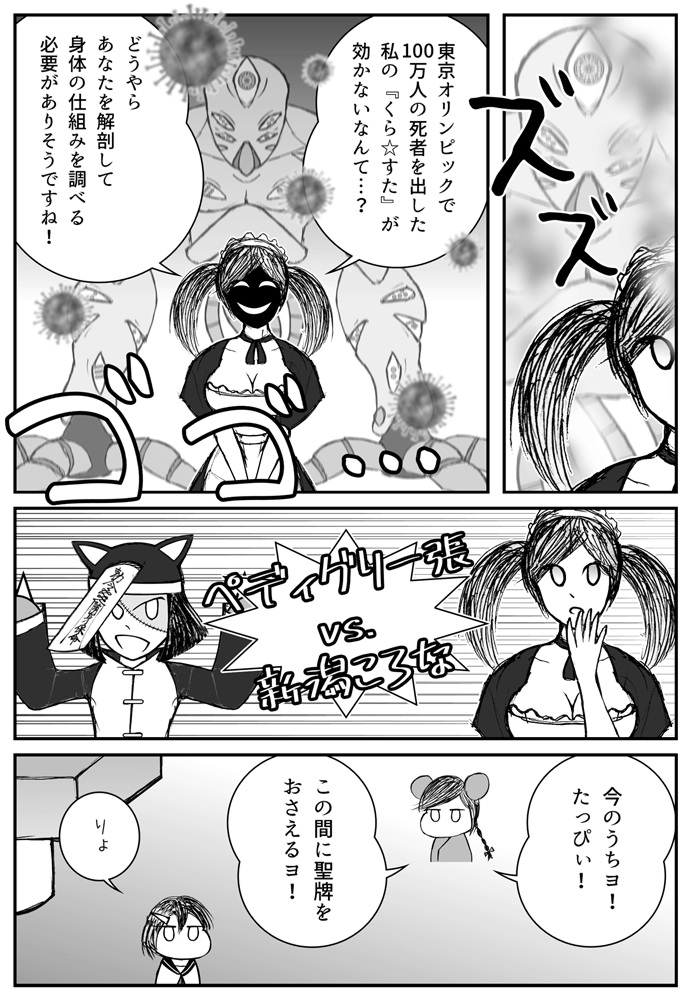 ズズ
東京オリンピックで
100万人の死者を出した
私の『くら☆すた』が
効かないなんて…?
どうやら
あなたを解剖して
身体の仕組みを調べる
必要がありそうですね!
ゴゴ…
ペディグリー張
vs.
新潟ころな
今のうちヨ!
たっぴぃ!
この間に聖牌を
おさえるヨ!
りょ